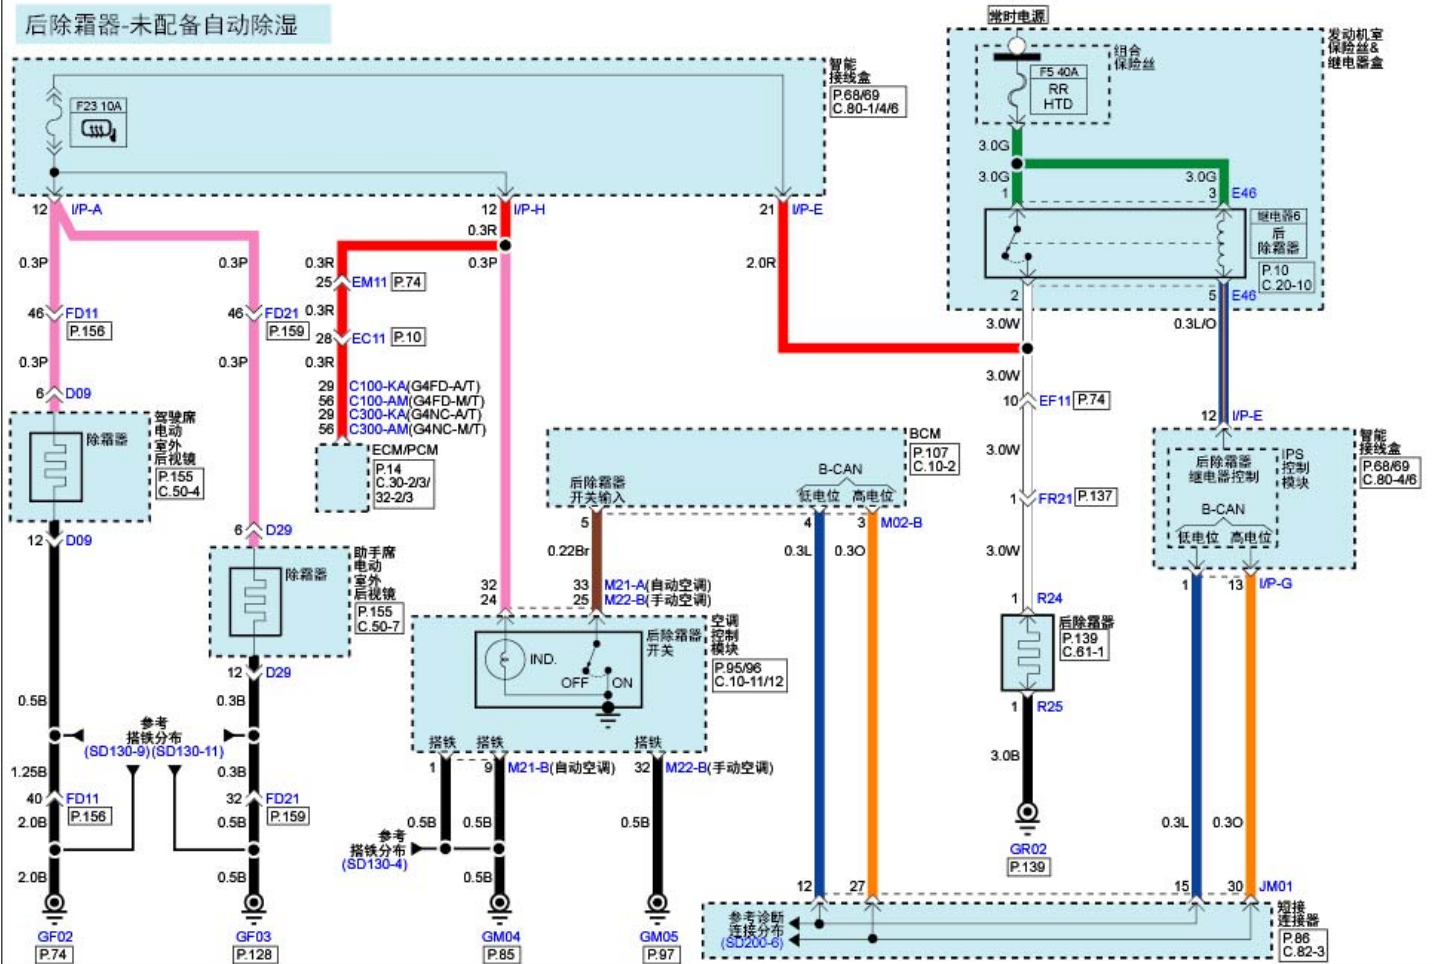 后除霜器-未配备自动除湿
常时电源
发动机室
保险丝&
继电器盒
组合
保险丝
F5 40A
RR
HTD
智能
接线盒
P.68/69
C.80-1/4/6
F23 10A
3.0G
3.0G
3.0G
1
3
E46
继电器6
后
除霜器
P.10
C.20-10
12
I/P-A
12
I/P-H
21
I/P-E
0.3R
0.3P
0.3P
0.3R
0.3P
2.0R
25
EM11
P.74
2
5
E46
46
FD11
P.156
46
FD21
P.159
0.3R
28
EC11
P.10
3.0W
0.3L/O
0.3P
0.3P
0.3R
3.0W
29
C100-KA(G4FD-A/T)
56
C100-AM(G4FD-M/T)
29
C300-KA(G4NC-A/T)
56
C300-AM(G4NC-M/T)
6
D09
10
EF11
P.74
12
I/P-E
驾驶席
电动
室外
后视镜
P.155
C.50-4
除霜器
ECM/PCM
P.14
C.30-2/3/
32-2/3
BCM
P.107
C.10-2
B-CAN
后除霜器
开关输入
低电位
高电位
3.0W
智能
接线盒
P.68/69
C.80-4/6
后除霜器
继电器控制
IPS
控制
模块
B-CAN
低电位
高电位
1
FR21
P.137
5
4
3
M02-B
12
D09
6
D29
0.22Br
0.3L
0.3O
3.0W
助手席
电动
室外
后视镜
P.155
C.50-7
除霜器
32
24
33
M21-A(自动空调)
25
M22-B(手动空调)
1
13
I/P-G
1
R24
后除霜器
P.139
C.61-1
空调
控制
模块
P.95/96
C.10-11/12
后除霜器
开关
IND.
OFF
ON
12
D29
0.5B
0.3B
1
R25
参考
搭铁分布
(SD130-9)(SD130-11)
搭铁
搭铁
搭铁
3.0B
1
9
M21-B(自动空调)
32
M22-B(手动空调)
1.25B
0.3B
40
FD11
P.156
32
FD21
P.159
2.0B
0.5B
0.5B
0.5B
0.5B
0.3L
0.3O
参考
搭铁分布
(SD130-4)
GR02
P.139
2.0B
0.5B
0.5B
12
27
15
30
JM01
参考诊断
连接分布
(SD200-6)
短接
连接器
P.86
C.82-3
GF02
P.74
GF03
P.128
GM04
P.85
GM05
P.97